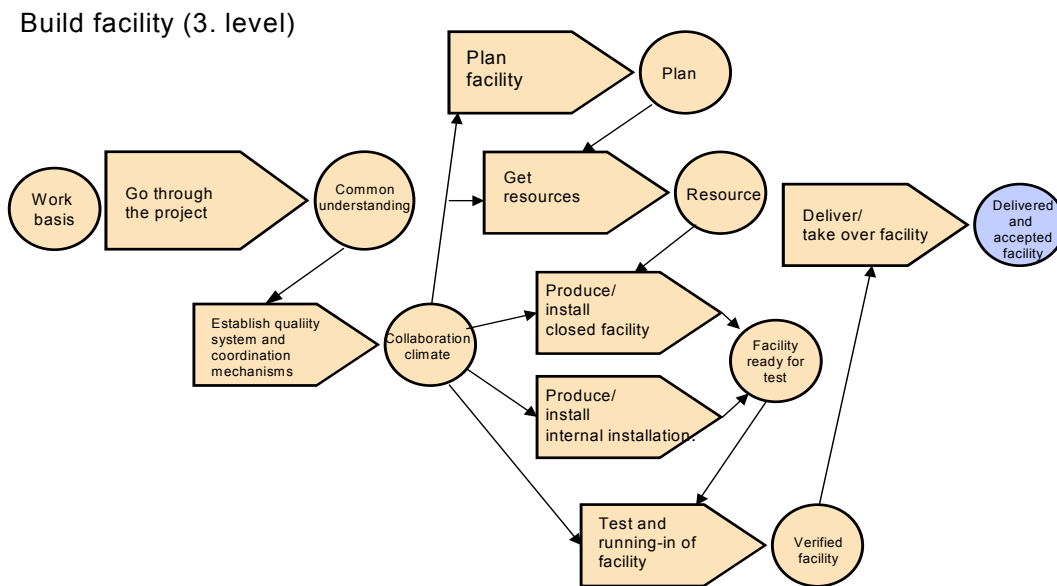 Build facility (3. level)
Plan
facility
Plan
Get
resources
Resource
Work
basis
Go through
the project
Common
understanding
Deliver/
take over facility
Delivered
and
accepted
facility
Establish qualiity
system and
coordination
mechanisms
Collaboration
climate
Produce/
install
closed facility
Facility
ready for
test
Produce/
install
internal installation.
Test and
running-in of
facility
Verified
facility